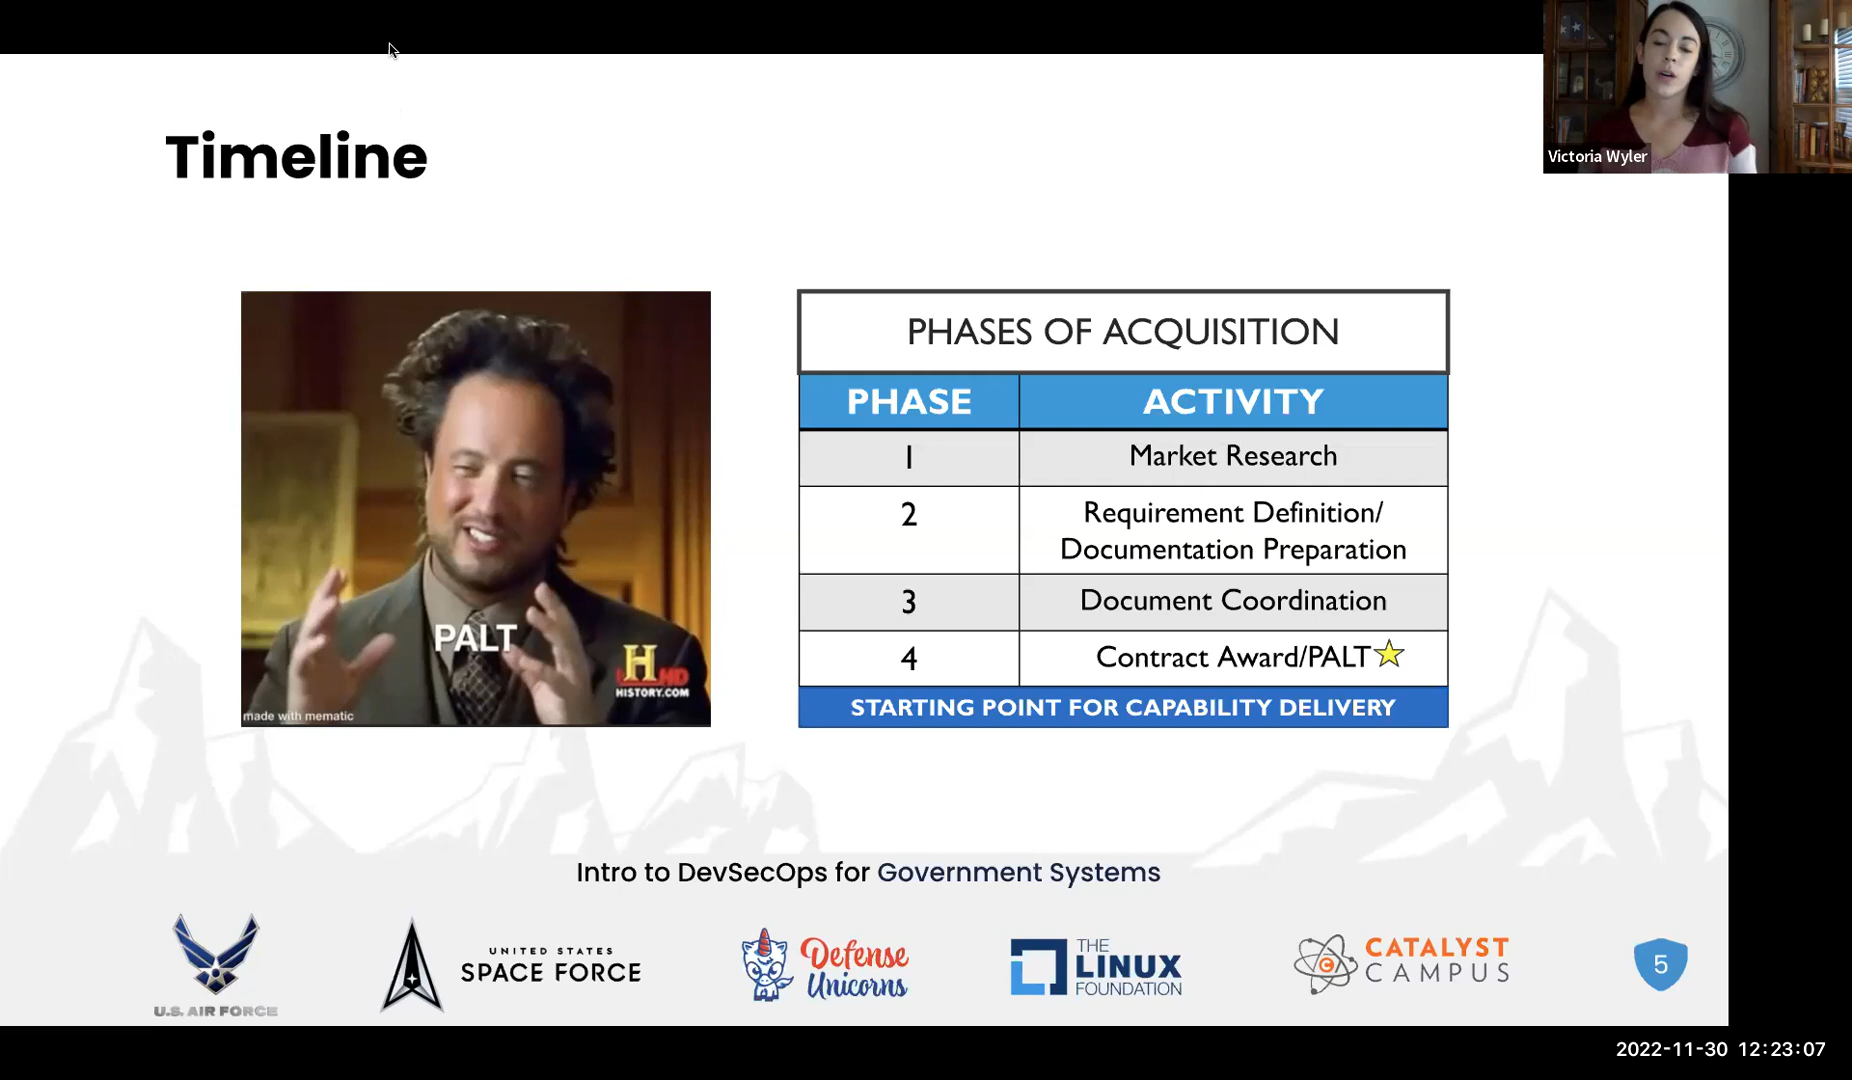 Victoria Wyler
Timeline
PALT
H HD
HISTORY.COM
made with mematic
PHASES OF ACQUISITION
PHASE ACTIVITY
1 Market Research
2 Requirement Definition/
Documentation Preparation
3 Document Coordination
4 Contract Award/PALT
STARTING POINT FOR CAPABILITY DELIVERY
Intro to DevSecOps for Government Systems
U.S. AIR FORCE
UNITED STATES
SPACE FORCE
Defense
Unicorns
THE
LINUX
FOUNDATION
C
CATALYST
CAMPUS
5
2022-11-30 12:23:07